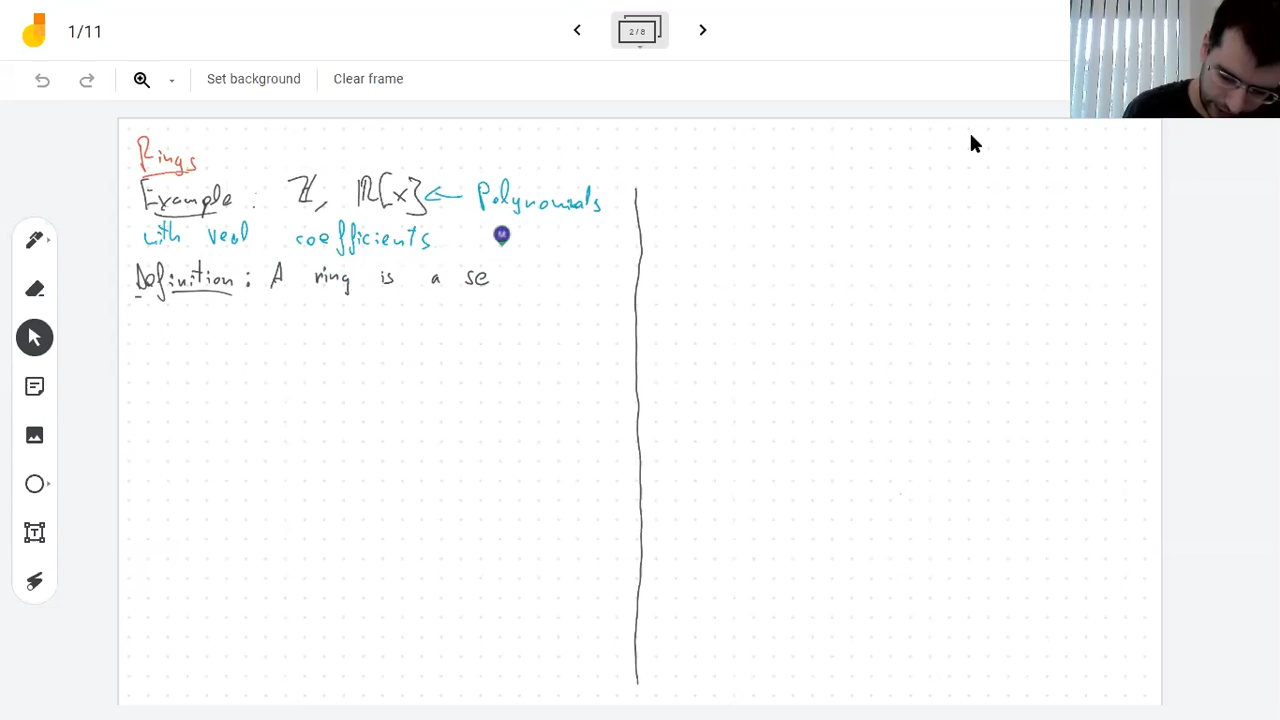 1/11
2/8
Set background
Clear frame
Rings
Example : ℤ, ℝ[x] ← Polynomials
with real coefficients
M
Definition : A ring is a se
T